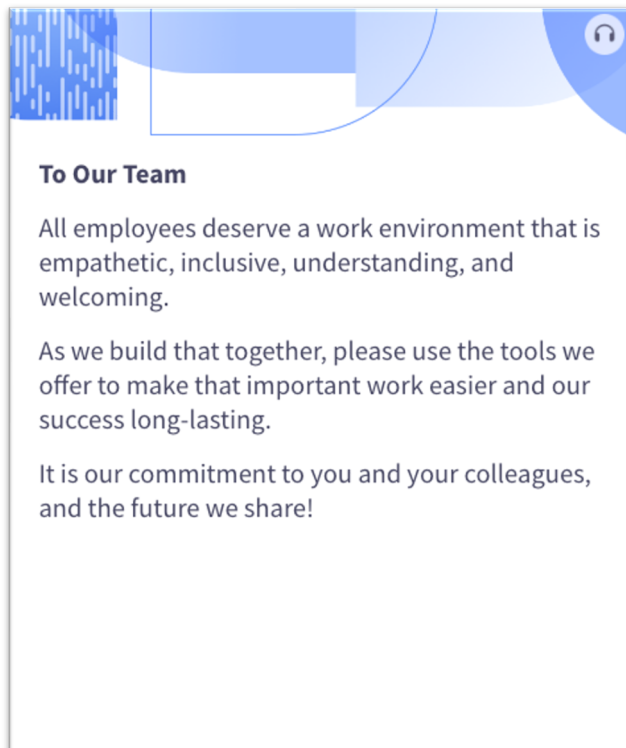 To Our Team
All employees deserve a work environment that is
empathetic, inclusive, understanding, and
welcoming.
As we build that together, please use the tools we
offer to make that important work easier and our
success long-lasting.
It is our commitment to you and your colleagues,
and the future we share!